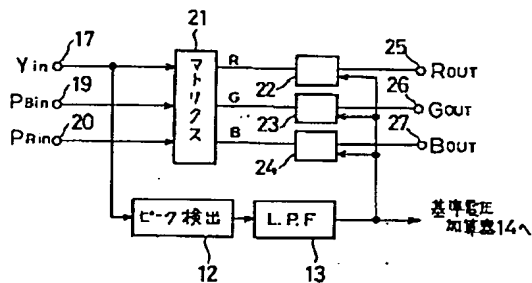 21
17
Yin
19
PBin
20
PRin
マトリクス
R
22
G
23
B
24
25
ROUT
26
GOUT
27
BOUT
ピーク検出
12
L.P.F
13
基準電圧
加算器14へ